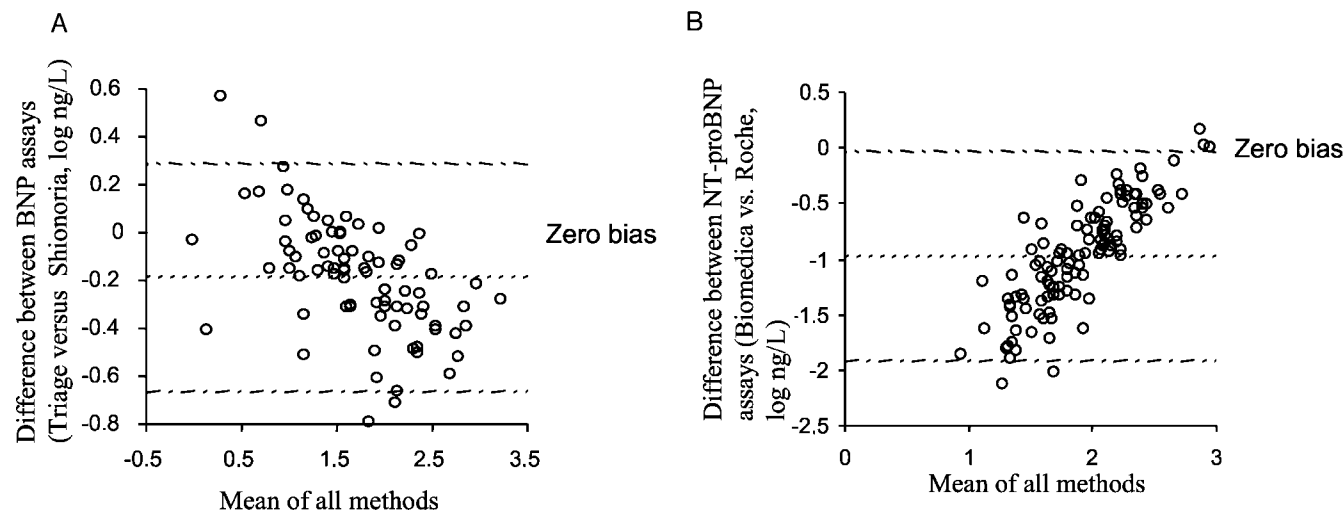 A
Difference between BNP assays
(Triage versus Shionoria, log ng/L)
0.6
0.4
0.2
0
-0.2
-0.4
-0.6
-0.8
-0.5
0.5
1.5
2.5
3.5
Mean of all methods
Zero bias
B
Difference between NT-proBNP
assays (Biomedica vs. Roche,
log ng/L)
0.5
0
-0.5
-1
-1.5
-2
-2.5
0
1
2
3
Mean of all methods
Zero bias